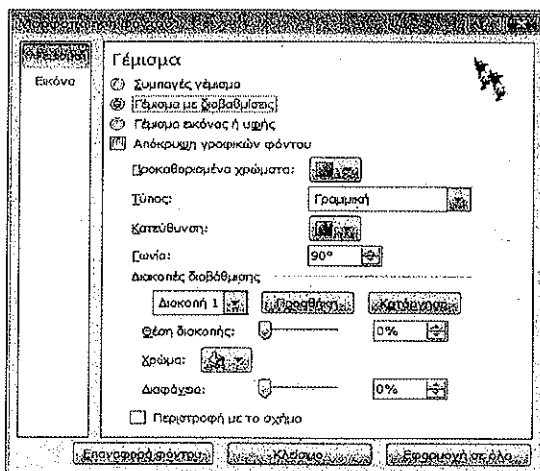 Μορφοποίηση φόντου
Γέμισμα
Εικόνα
Γέμισμα
Συμπαγές γέμισμα
Γέμισμα με διαβαθμίσεις
Γέμισμα εικόνας ή υφής
Απόκρυψη γραφικών φόντου
Προκαθορισμένα χρώματα:
Τύπος: Γραμμική
Κατεύθυνση:
Γωνία: 90°
Διακοπές διαβάθμισης
Διακοπή 1 Προσθήκη Κατάργηση
Θέση διακοπής: 0%
Χρώμα:
Διαφάνεια: 0%
Περιστροφή με το σχήμα
Επαναφορά φόντου Κλείσιμο Εφαρμογή σε όλα